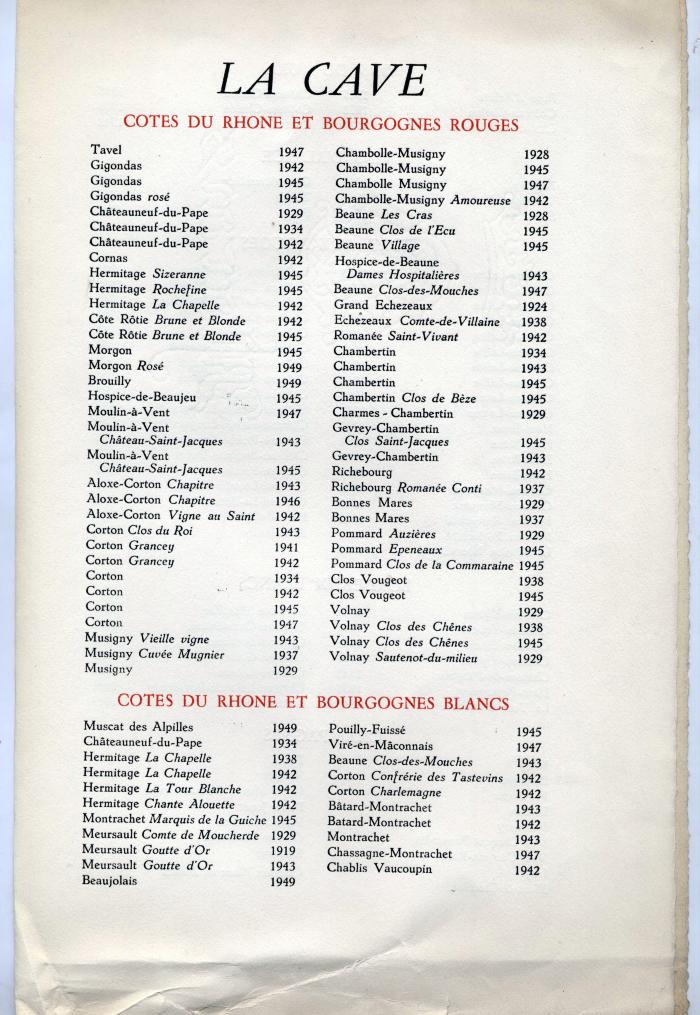 LA CAVE
COTES DU RHONE ET BOURGOGNES ROUGES
Tavel 1947
Gigondas 1942
Gigondas 1945
Gigondas rosé 1945
Châteauneuf-du-Pape 1929
Châteauneuf-du-Pape 1934
Châteauneuf-du-Pape 1942
Cornas 1942
Hermitage Sizeranne 1945
Hermitage Rochefine 1945
Hermitage La Chapelle 1942
Côte Rôtie Brune et Blonde 1942
Côte Rôtie Brune et Blonde 1945
Morgon 1945
Morgon Rosé 1949
Brouilly 1949
Hospice-de-Beaujeu 1945
Moulin-à-Vent 1947
Moulin-à-Vent
Château-Saint-Jacques 1943
Moulin-à-Vent
Château-Saint-Jacques 1945
Aloxe-Corton Chapitre 1943
Aloxe-Corton Chapitre 1946
Aloxe-Corton Vigne au Saint 1942
Corton Clos du Roi 1943
Corton Grancey 1941
Corton Grancey 1942
Corton 1934
Corton 1942
Corton 1945
Corton 1947
Musigny Vieille vigne 1943
Musigny Cuvée Mugnier 1937
Musigny 1929
Chambolle-Musigny 1928
Chambolle-Musigny 1945
Chambolle Musigny 1947
Chambolle-Musigny Amoureuse 1942
Beaune Les Cras 1928
Beaune Clos de l'Ecu 1945
Beaune Village 1945
Hospice-de-Beaune
Dames Hospitalières 1943
Beaune Clos-des-Mouches 1947
Grand Echezeaux 1924
Echezeaux Comte-de-Villaine 1938
Romanée Saint-Vivant 1942
Chambertin 1934
Chambertin 1943
Chambertin 1945
Chambertin Clos de Bèze 1945
Charmes - Chambertin 1929
Gevrey-Chambertin
Clos Saint-Jacques 1945
Gevrey-Chambertin 1943
Richebourg 1942
Richebourg Romanée Conti 1937
Bonnes Mares 1929
Bonnes Mares 1937
Pommard Auzières 1929
Pommard Epeneaux 1945
Pommard Clos de la Commaraine 1945
Clos Vougeot 1938
Clos Vougeot 1945
Volnay 1929
Volnay Clos des Chênes 1938
Volnay Clos des Chênes 1945
Volnay Sautenot-du-milieu 1929
COTES DU RHONE ET BOURGOGNES BLANCS
Muscat des Alpilles 1949
Châteauneuf-du-Pape 1934
Hermitage La Chapelle 1938
Hermitage La Chapelle 1942
Hermitage La Tour Blanche 1942
Hermitage Chante Alouette 1942
Montrachet Marquis de la Guiche 1945
Meursault Comte de Moucherde 1929
Meursault Goutte d'Or 1919
Meursault Goutte d'Or 1943
Beaujolais 1949
Pouilly-Fuissé 1945
Viré-en-Mâconnais 1947
Beaune Clos-des-Mouches 1943
Corton Confrérie des Tastevins 1942
Corton Charlemagne 1942
Bâtard-Montrachet 1943
Batard-Montrachet 1942
Montrachet 1943
Chassagne-Montrachet 1947
Chablis Vaucoupin 1942